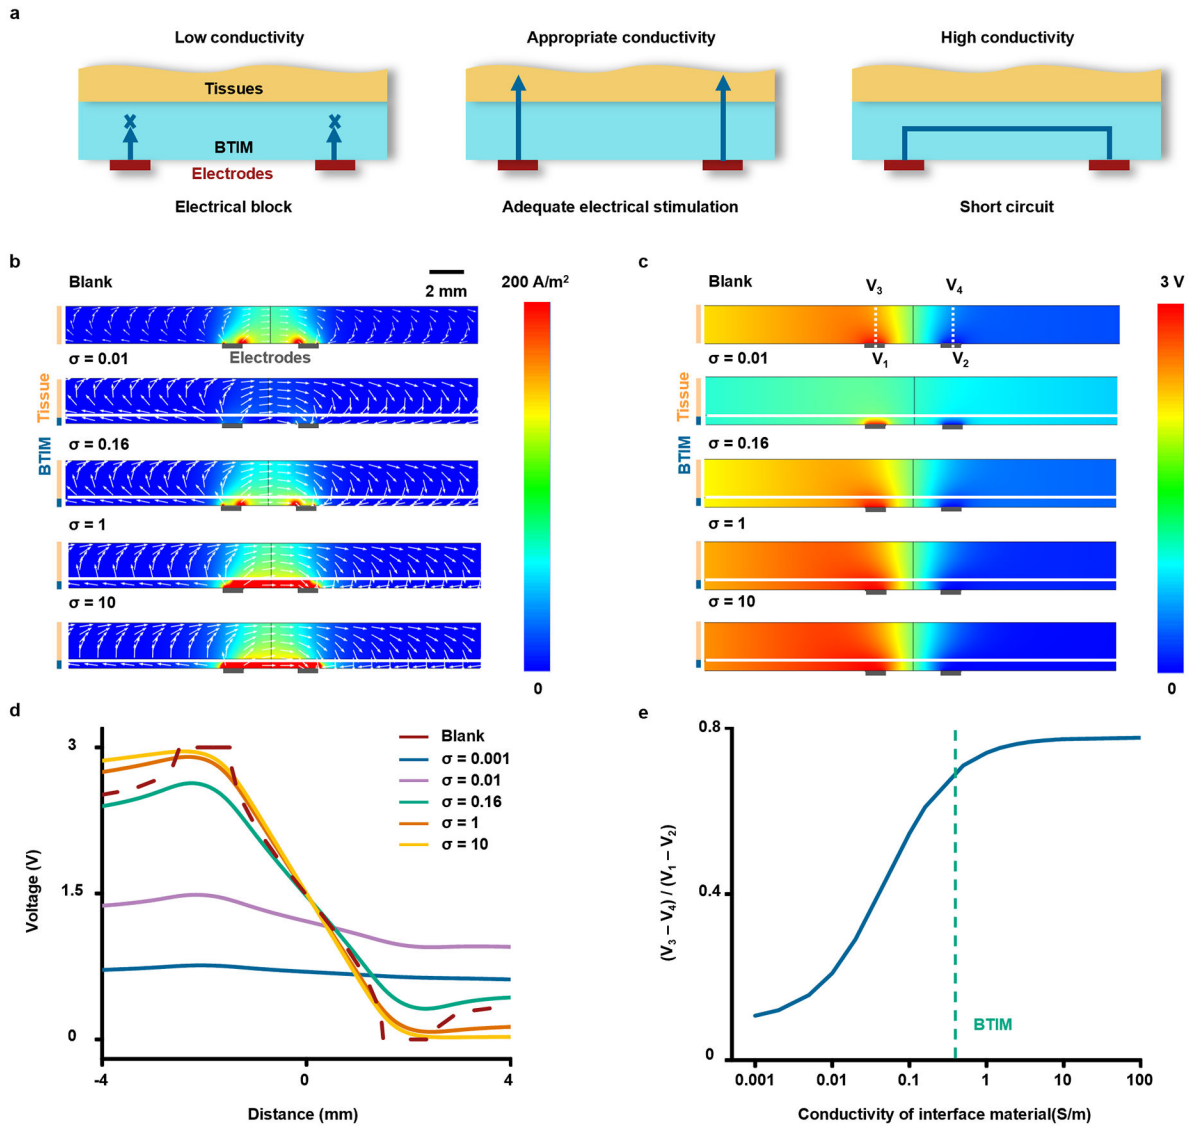 a
Low conductivity
Appropriate conductivity
High conductivity
Tissues
BTIM
Electrodes
Electrical block
Adequate electrical stimulation
Short circuit
b
Blank
2 mm
200 A/m²
Electrodes
σ = 0.01
σ = 0.16
σ = 1
σ = 10
Tissue
BTIM
0
c
Blank
V₃
V₄
3 V
σ = 0.01
V₁
V₂
σ = 0.16
σ = 1
σ = 10
Tissue
BTIM
0
d
Blank
σ = 0.001
σ = 0.01
σ = 0.16
σ = 1
σ = 10
3
1.5
0
Voltage (V)
-4
0
4
Distance (mm)
e
0.8
0.4
0
(V₃ – V₄) / (V₁ – V₂)
BTIM
0.001
0.01
0.1
1
10
100
Conductivity of interface material(S/m)